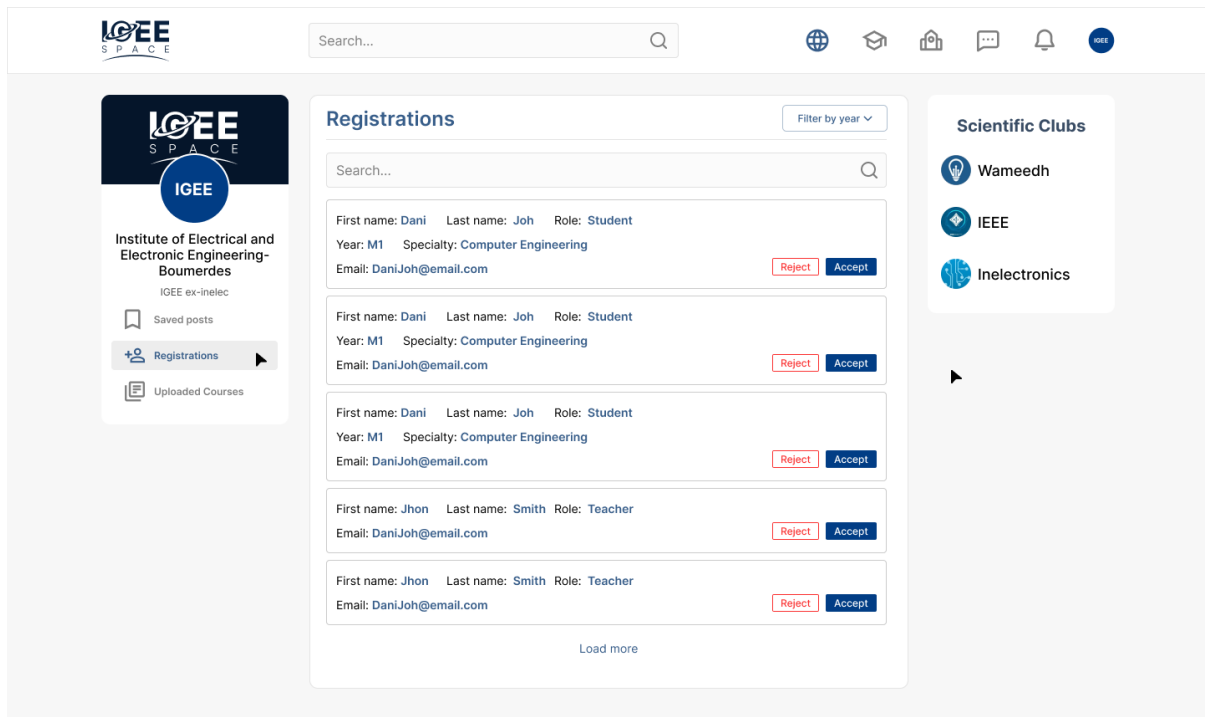 IGEE
SPACE
Search...
IGEE
IGEE
SPACE
IGEE
Institute of Electrical and
Electronic Engineering-
Boumerdes
IGEE ex-inelec
Saved posts
Registrations
Uploaded Courses
Registrations
Filter by year
Search...
First name: Dani Last name: Joh Role: Student
Year: M1 Specialty: Computer Engineering
Email: DaniJoh@email.com
Reject Accept
First name: Dani Last name: Joh Role: Student
Year: M1 Specialty: Computer Engineering
Email: DaniJoh@email.com
Reject Accept
First name: Dani Last name: Joh Role: Student
Year: M1 Specialty: Computer Engineering
Email: DaniJoh@email.com
Reject Accept
First name: Jhon Last name: Smith Role: Teacher
Email: DaniJoh@email.com
Reject Accept
First name: Jhon Last name: Smith Role: Teacher
Email: DaniJoh@email.com
Reject Accept
Load more
Scientific Clubs
Wameedh
IEEE
Inelectronics